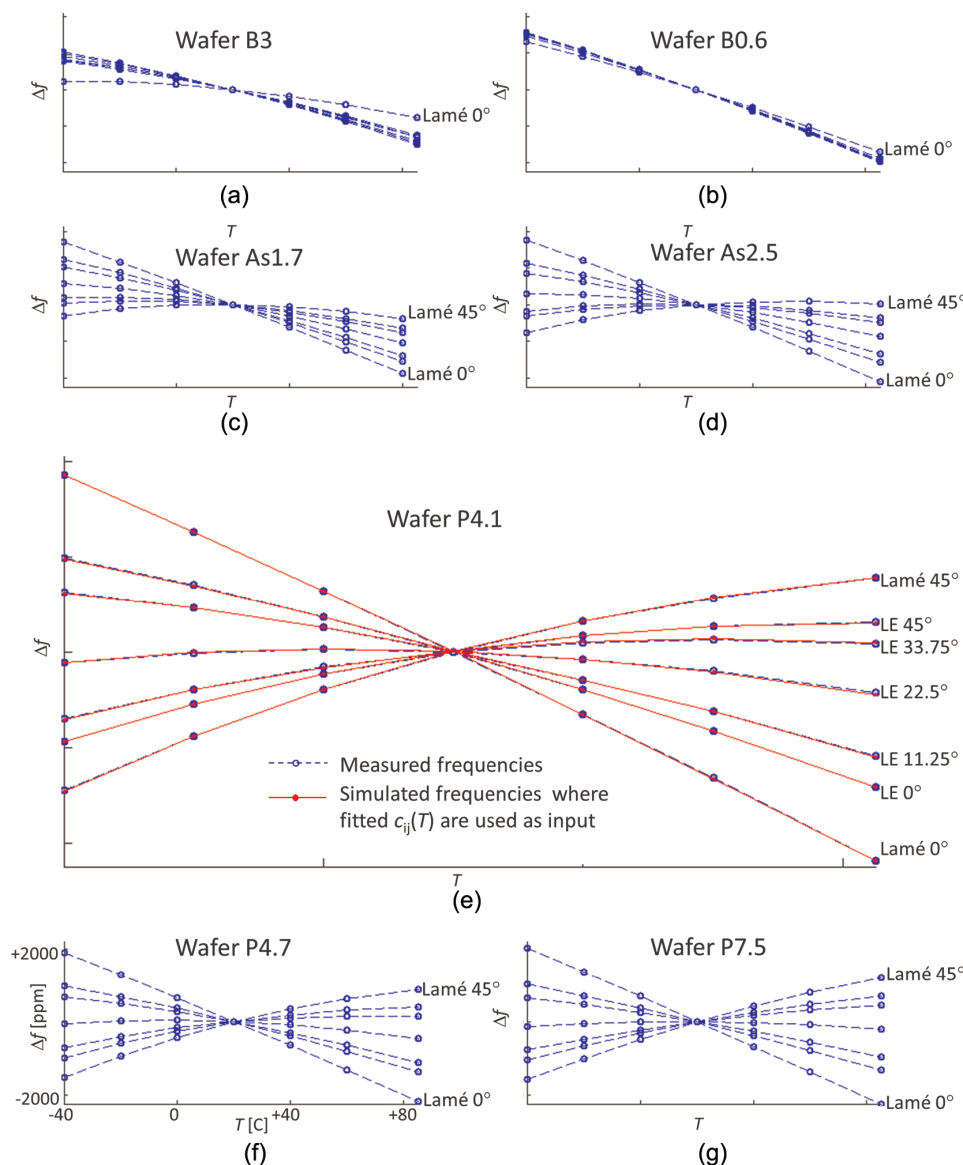 Wafer B3
Δf
Lamé 0°
(a)
Wafer B0.6
Δf
Lamé 0°
(b)
T
Wafer As1.7
Δf
Lamé 45°
Lamé 0°
T
(c)
T
Wafer As2.5
Δf
Lamé 45°
Lamé 0°
T
(d)
Wafer P4.1
Δf
Lamé 45°
LE 45°
LE 33.75°
LE 22.5°
LE 11.25°
LE 0°
Lamé 0°
Measured frequencies
Simulated frequencies where
fitted cij(T) are used as input
T
(e)
Wafer P4.7
+2000
Δf [ppm]
-2000
Lamé 45°
Lamé 0°
-40 0 +40 +80
T [C]
(f)
Wafer P7.5
Δf
Lamé 45°
Lamé 0°
T
(g)